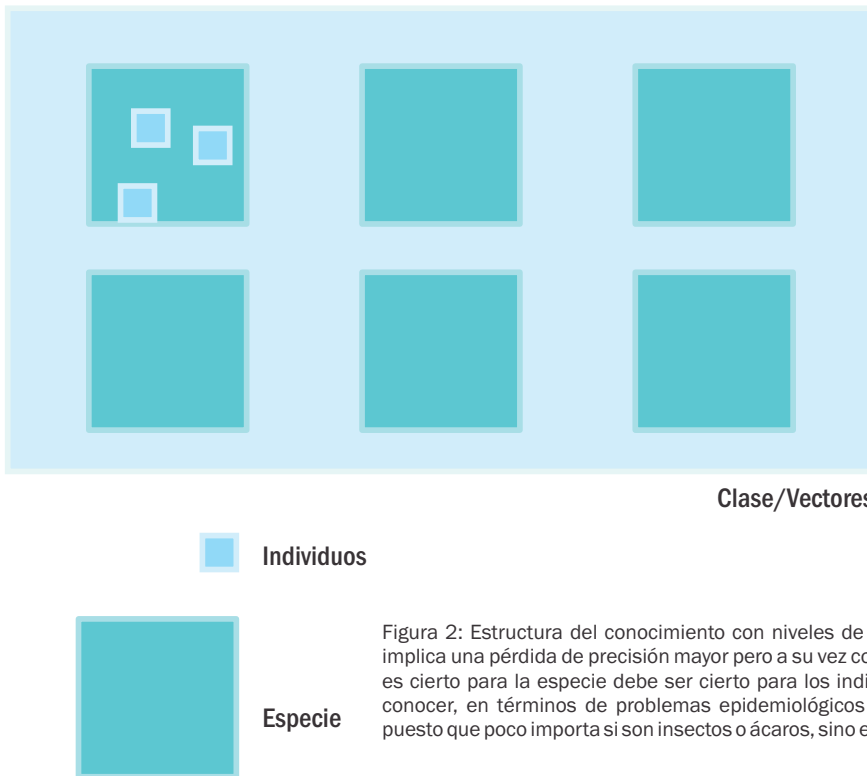 Clase/Vectores
Individuos
Especie
Figura 2: Estructura del conocimiento con niveles de
implica una pérdida de precisión mayor pero a su vez
es cierto para la especie debe ser cierto para los
conocer, en términos de problemas epidemiológicos
puesto que poco importa si son insectos o ácaros, sino